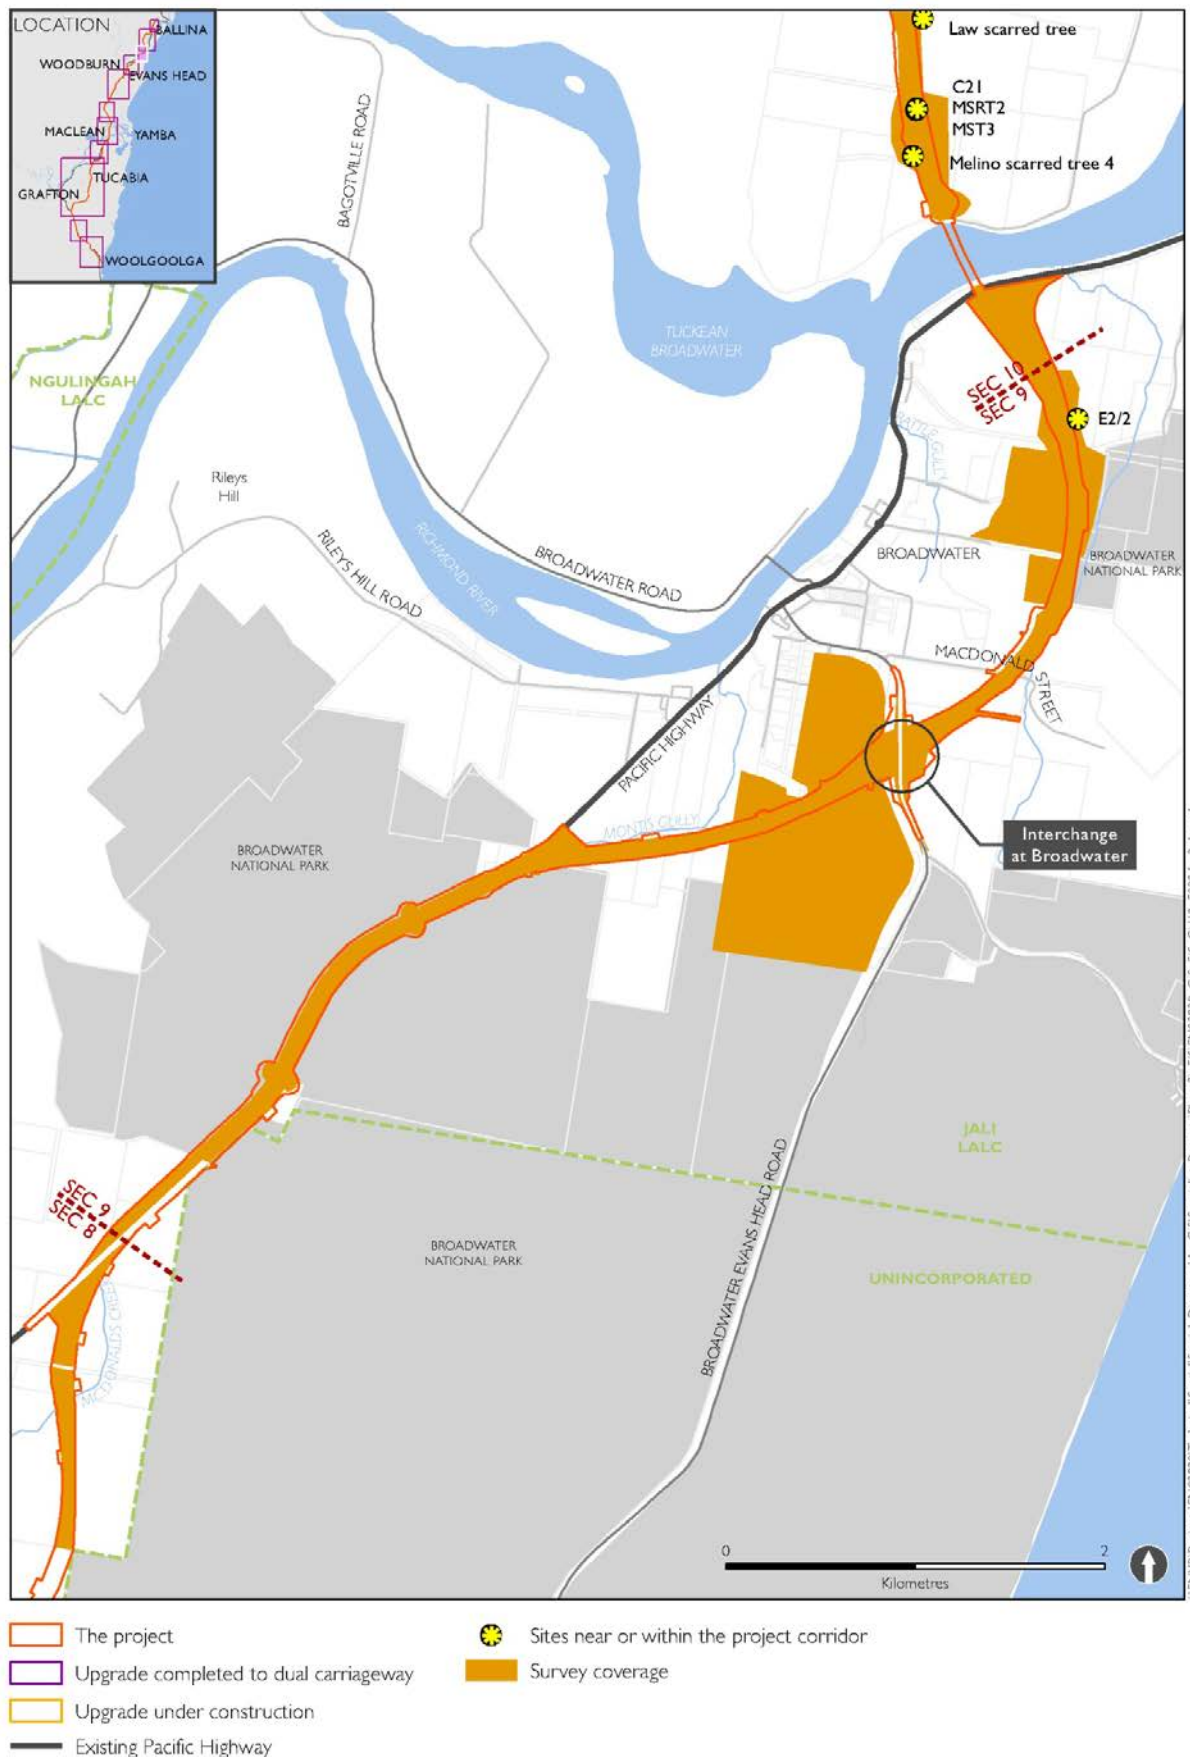 LOCATION
BALLINA
WOODBURN
EVANS HEAD
MACLEAN
YAMBA
TUCABIA
GRAFTON
WOOLGOOLGA
Law scarred tree
C21
MSRT2
MST3
Melino scarred tree 4
BAGOTVILLE ROAD
TUCKEAN
BROADWATER
NGULINGAH
LALC
SEC 10
SEC 9
E2/2
Rileys
Hill
RILEYS HILL ROAD
RICHMOND RIVER
BROADWATER ROAD
BROADWATER
BROADWATER
NATIONAL PARK
MACDONALD STREET
PACIFIC HIGHWAY
MONTIS GULLY
Interchange
at Broadwater
BROADWATER
NATIONAL PARK
JALI
LALC
SEC 9
SEC 8
BROADWATER
NATIONAL PARK
BROADWATER EVANS HEAD ROAD
UNINCORPORATED
MCDONALDS CREEK
0 2
Kilometres
The project
Upgrade completed to dual carriageway
Upgrade under construction
Existing Pacific Highway
Sites near or within the project corridor
Survey coverage